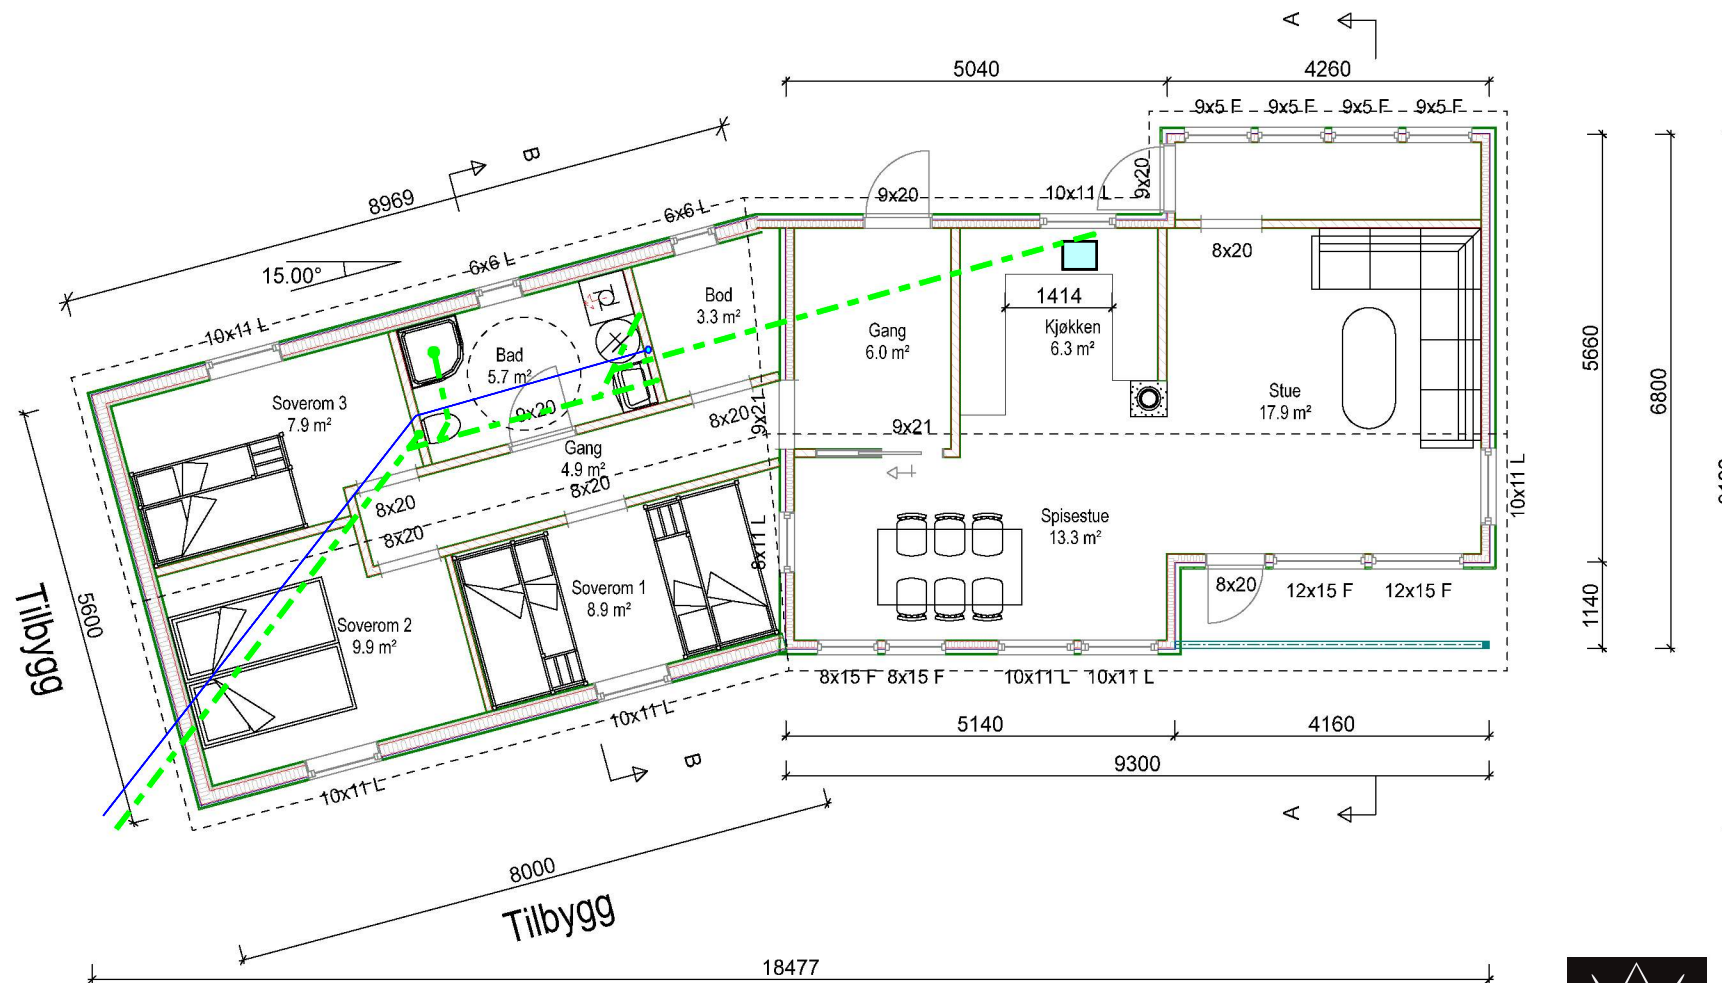 A
5040
4260
9x5 F 9x5 F 9x5 F 9x5 F
B
8969
9x20
10x11 L
9x20
6x6 L
6x6 L
15.00°
8x20
10x11 L
Bod
3.3 m²
1414
Gang
6.0 m²
Kjøkken
6.3 m²
5660
6800
Bad
5.7 m²
Stue
17.9 m²
Soverom 3
7.9 m²
9x20
8x20
9x21
9x21
Gang
4.9 m²
8x20
8x20
8x20
10x11 L
8x11 L
Spisestue
13.3 m²
Tilbygg
5600
Soverom 1
8.9 m²
8x20
12x15 F
12x15 F
1140
Soverom 2
9.9 m²
8x15 F 8x15 F
10x11 L 10x11 L
10x11 L
10x11 L
B
5140
4160
9300
A
8000
Tilbygg
18477